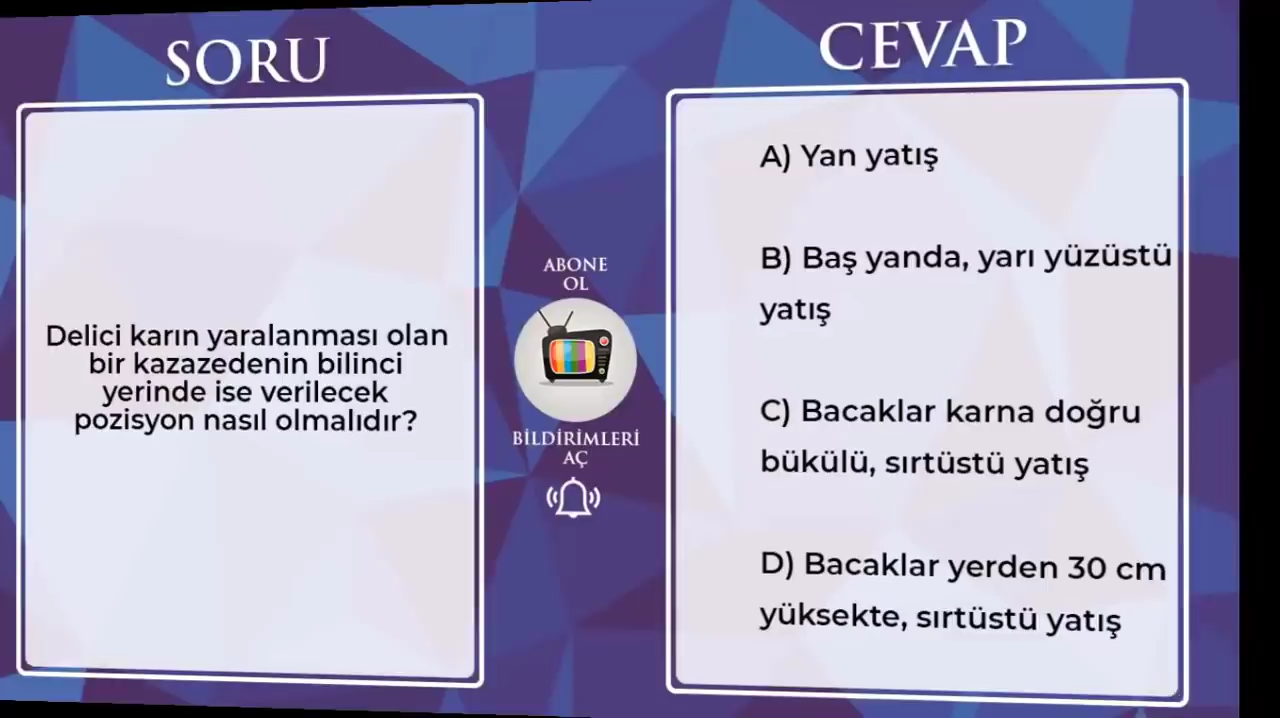 SORU
Delici karın yaralanması olan
bir kazazedenin bilinci
yerinde ise verilecek
pozisyon nasıl olmalıdır?
ABONE
OL
BİLDİRİMLERİ
AÇ
CEVAP
A) Yan yatış
B) Baş yanda, yarı yüzüstü
yatış
C) Bacaklar karna doğru
bükülü, sırtüstü yatış
D) Bacaklar yerden 30 cm
yüksekte, sırtüstü yatış